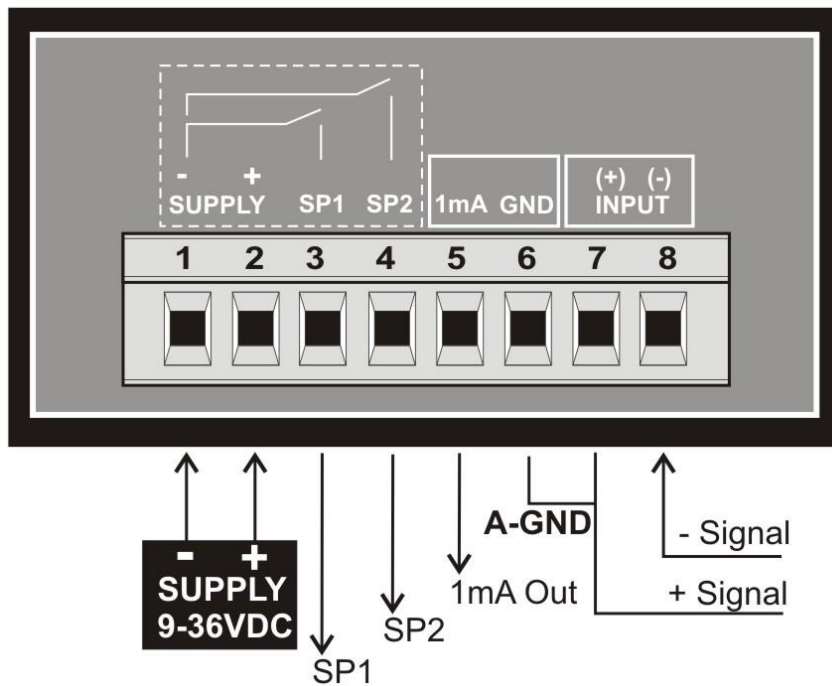 - +
SUPPLY SP1 SP2 1mA GND
(+) (-)
INPUT
1 2 3 4 5 6 7 8
- +
SUPPLY
9-36VDC
SP1
SP2
1mA Out
A-GND
- Signal
+ Signal